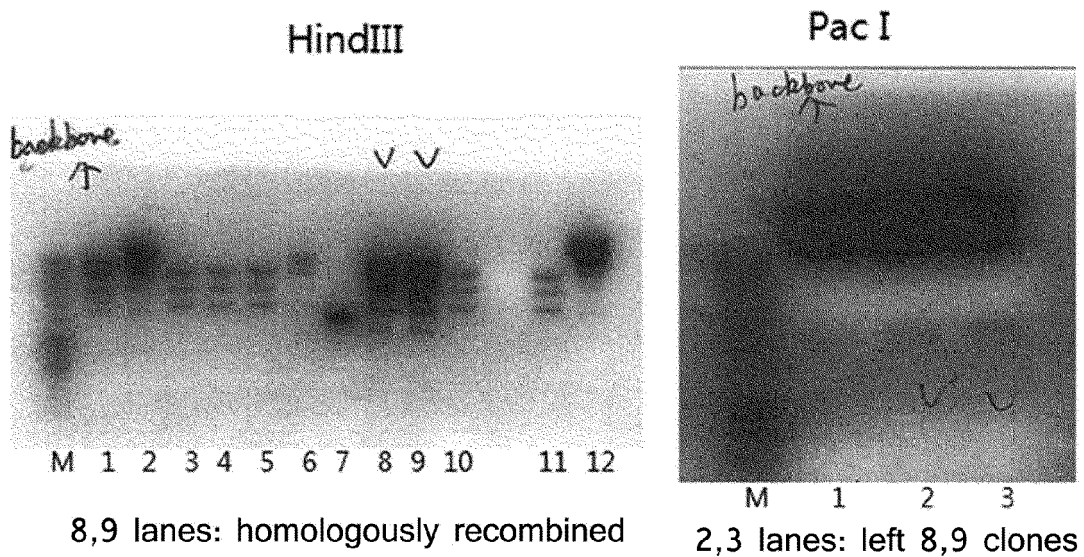 HindIII
backbone
M 1 2 3 4 5 6 7 8 9 10 11 12
8,9 lanes: homologously recombined
Pac I
backbone
M 1 2 3
2,3 lanes: left 8,9 clones